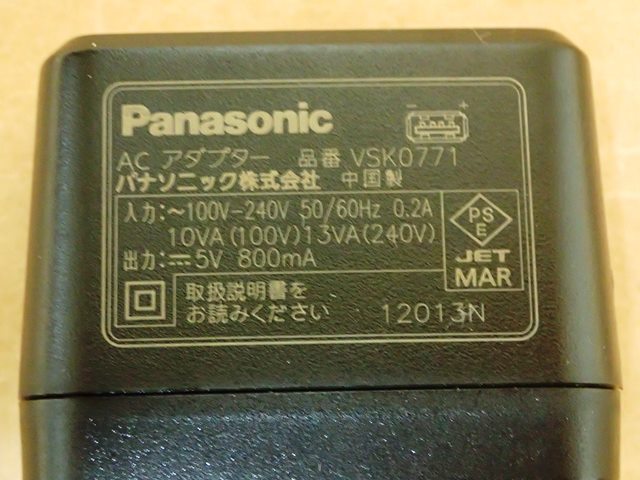 Panasonic
- +
AC アダプター 品番 VSK0771
パナソニック株式会社 中国製
入力:~100V-240V 50/60Hz 0.2A
10VA(100V)13VA(240V)
出力:⎓5V 800mA
PS
E
JET
MAR
取扱説明書を
お読みください
12013N